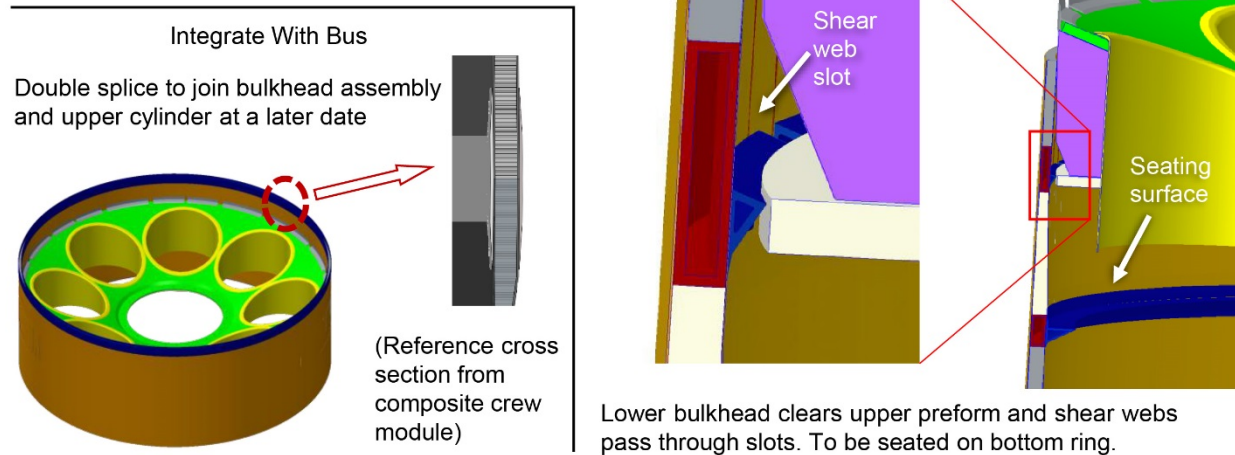 Integrate With Bus
Double splice to join bulkhead assembly
and upper cylinder at a later date
(Reference cross
section from
composite crew
module)
Shear
web
slot
Seating
surface
Lower bulkhead clears upper preform and shear webs
pass through slots. To be seated on bottom ring.